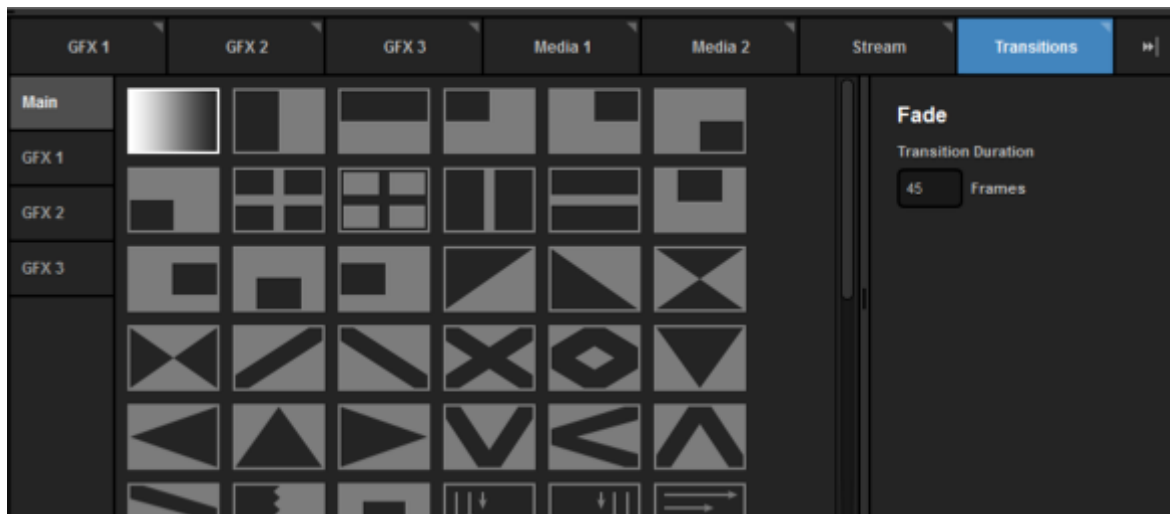 GFX 1
GFX 2
GFX 3
Media 1
Media 2
Stream
Transitions
Main
GFX 1
GFX 2
GFX 3
Fade
Transition Duration
45 Frames